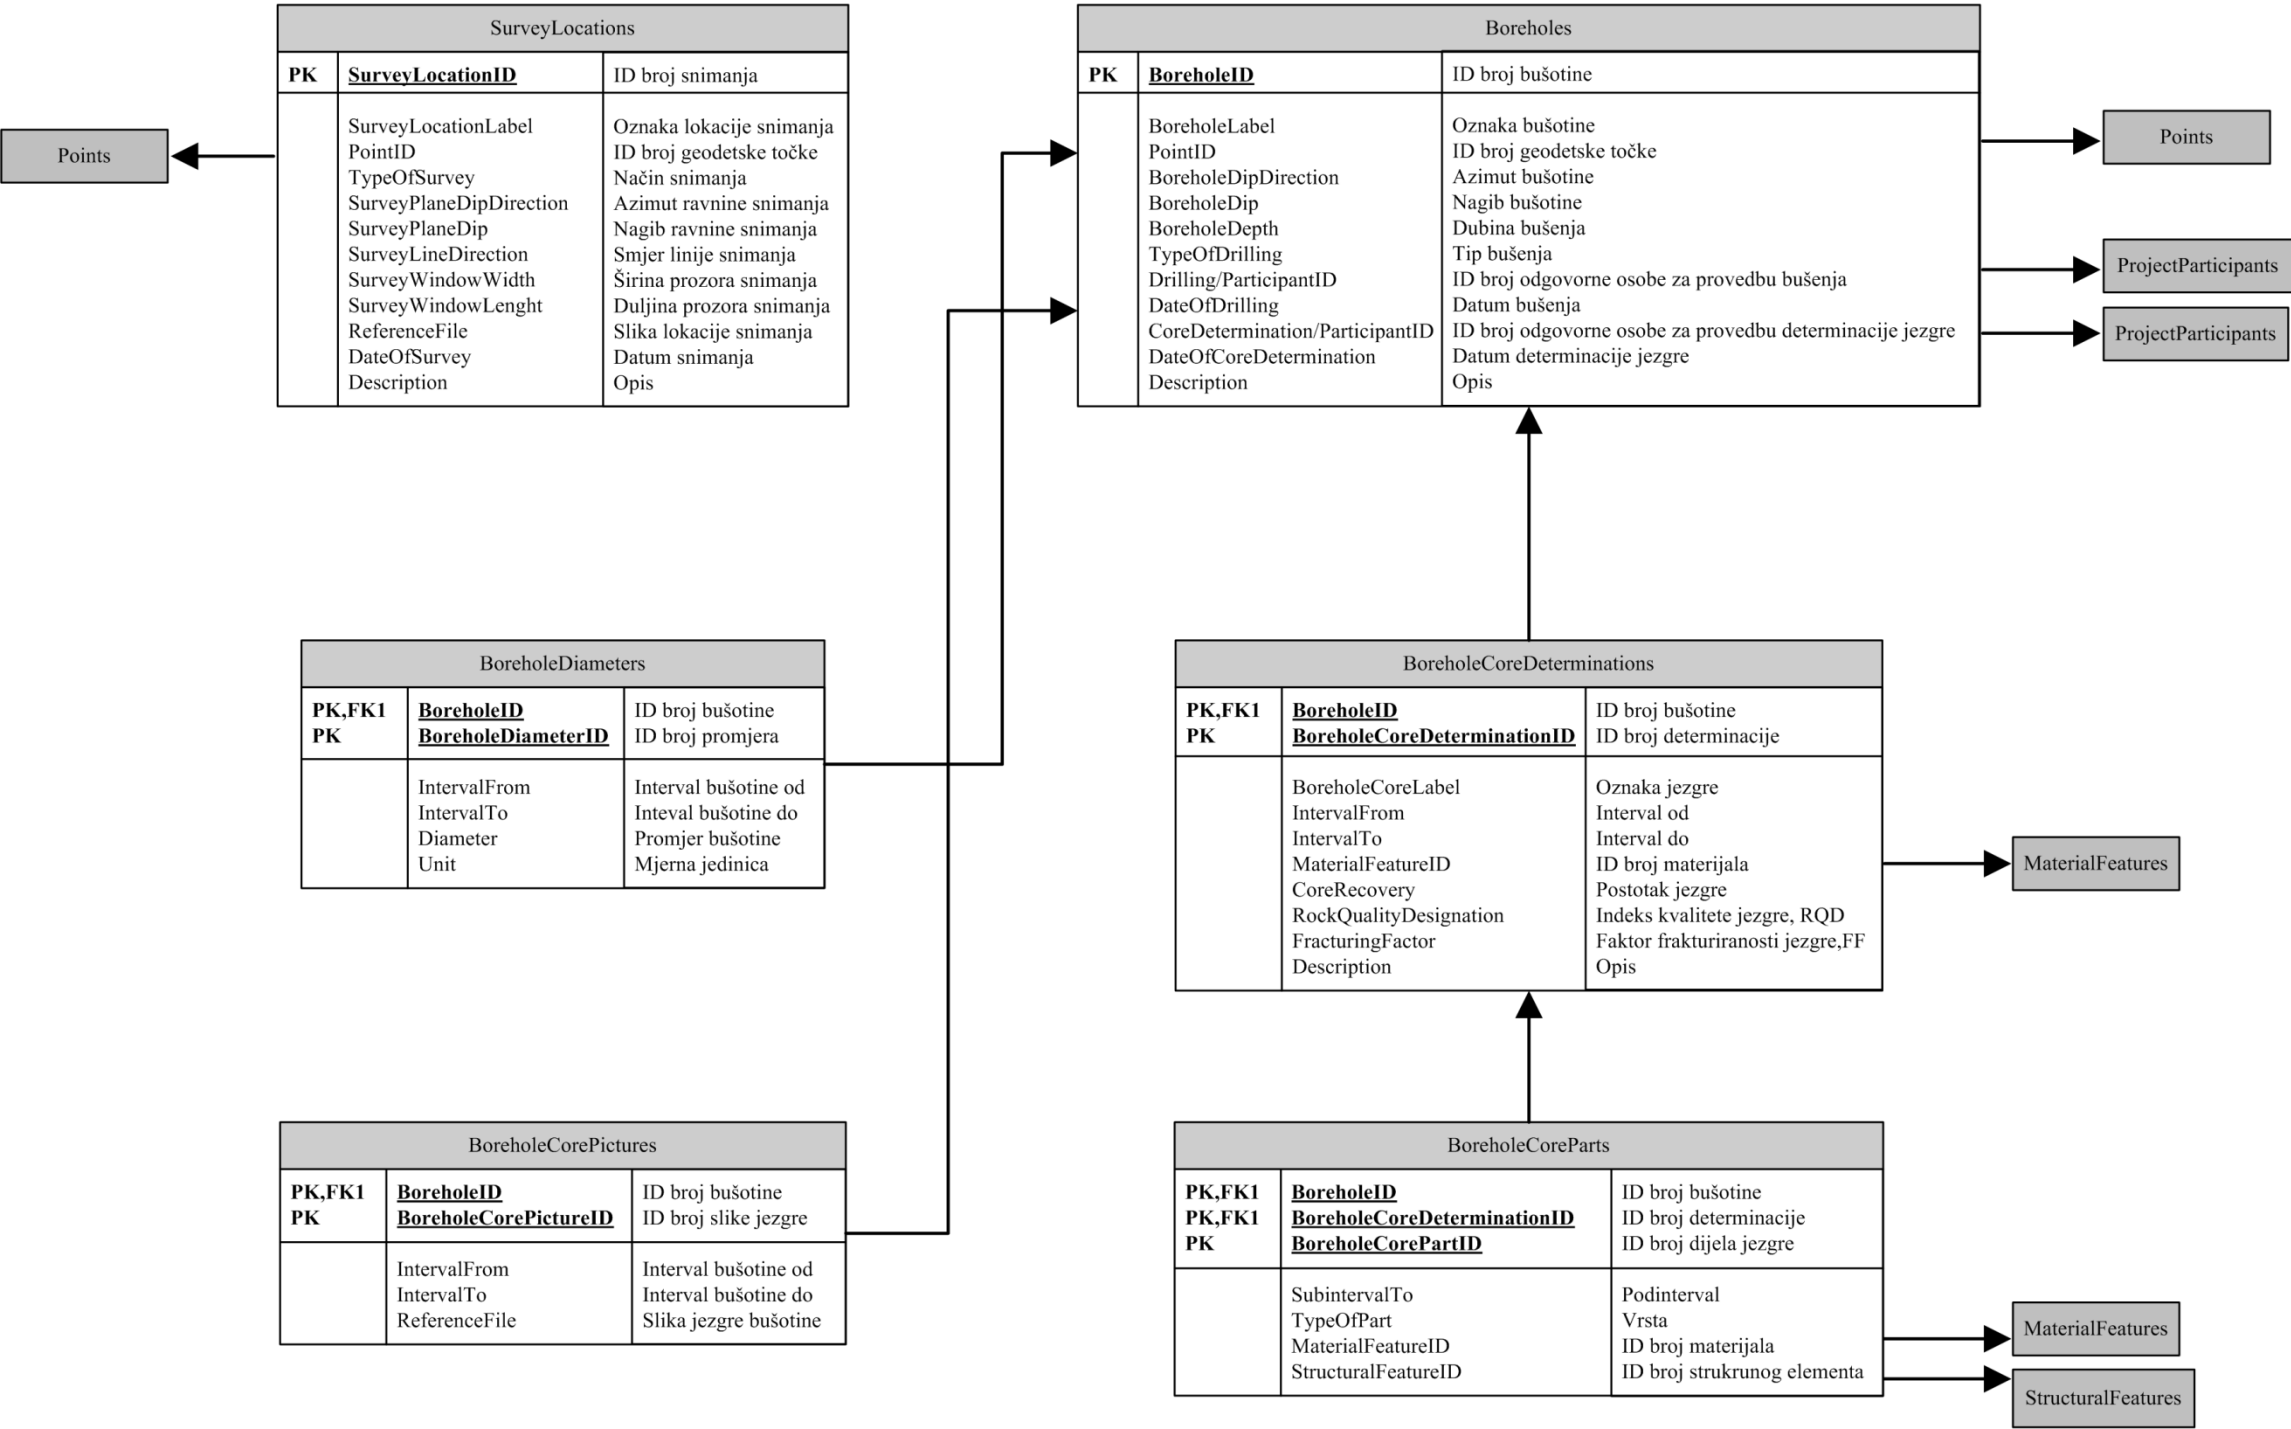 SurveyLocations
PK SurveyLocationID ID broj snimanja
SurveyLocationLabel Oznaka lokacije snimanja
PointID ID broj geodetske točke
TypeOfSurvey Način snimanja
SurveyPlaneDipDirection Azimut ravnine snimanja
SurveyPlaneDip Nagib ravnine snimanja
SurveyLineDirection Smjer linije snimanja
SurveyWindowWidth Širina prozora snimanja
SurveyWindowLenght Duljina prozora snimanja
ReferenceFile Slika lokacije snimanja
DateOfSurvey Datum snimanja
Description Opis
Points
Boreholes
PK BoreholeID ID broj bušotine
BoreholeLabel Oznaka bušotine
PointID ID broj geodetske točke
BoreholeDipDirection Azimut bušotine
BoreholeDip Nagib bušotine
BoreholeDepth Dubina bušenja
TypeOfDrilling Tip bušenja
Drilling/ParticipantID ID broj odgovorne osobe za provedbu bušenja
DateOfDrilling Datum bušenja
CoreDetermination/ParticipantID ID broj odgovorne osobe za provedbu determinacije jezgre
DateOfCoreDetermination Datum determinacije jezgre
Description Opis
Points
ProjectParticipants
ProjectParticipants
BoreholeDiameters
PK,FK1 BoreholeID ID broj bušotine
PK BoreholeDiameterID ID broj promjera
IntervalFrom Interval bušotine od
IntervalTo Inteval bušotine do
Diameter Promjer bušotine
Unit Mjerna jedinica
BoreholeCoreDeterminations
PK,FK1 BoreholeID ID broj bušotine
PK BoreholeCoreDeterminationID ID broj determinacije
BoreholeCoreLabel Oznaka jezgre
IntervalFrom Interval od
IntervalTo Interval do
MaterialFeatureID ID broj materijala
CoreRecovery Postotak jezgre
RockQualityDesignation Indeks kvalitete jezgre, RQD
FracturingFactor Faktor frakturiranosti jezgre,FF
Description Opis
MaterialFeatures
BoreholeCorePictures
PK,FK1 BoreholeID ID broj bušotine
PK BoreholeCorePictureID ID broj slike jezgre
IntervalFrom Interval bušotine od
IntervalTo Interval bušotine do
ReferenceFile Slika jezgre bušotine
BoreholeCoreParts
PK,FK1 BoreholeID ID broj bušotine
PK,FK1 BoreholeCoreDeterminationID ID broj determinacije
PK BoreholeCorePartID ID broj dijela jezgre
SubintervalTo Podinterval
TypeOfPart Vrsta
MaterialFeatureID ID broj materijala
StructuralFeatureID ID broj strukrunog elementa
MaterialFeatures
StructuralFeatures